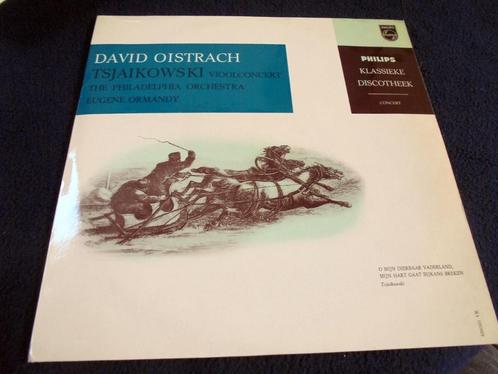 DAVID OISTRACH
TSJAIKOWSKI VIOOLCONCERT
THE PHILADELPHIA ORCHESTRA
EUGENE ORMANDY
PHILIPS
KLASSIEKE
DISCOTHEEK
CONCERT
O MIJN DIERBAAR VADERLAND,
MIJN HART GAAT BIJKANS BREKEN
Tsjaikowski